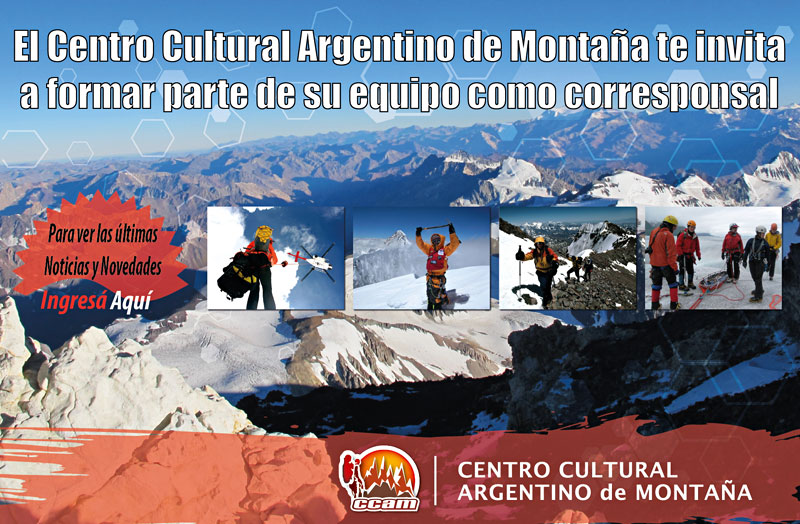 El Centro Cultural Argentino de Montaña te invita
a formar parte de su equipo como corresponsal
Para ver las últimas
Noticias y Novedades
Ingresá Aquí
ccam
CENTRO CULTURAL
ARGENTINO de MONTAÑA